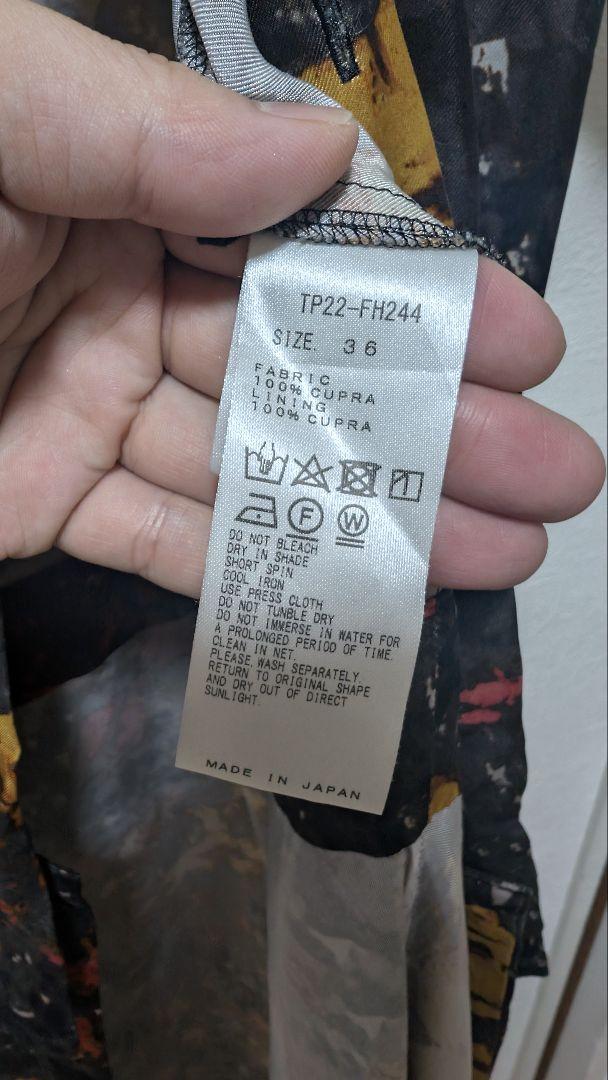 TP22-FH244
SIZE. 36
FABRIC
100% CUPRA
LINING
100% CUPRA
F W
DO NOT BLEACH
DRY IN SHADE
SHORT SPIN
COOL IRON
USE PRESS CLOTH
DO NOT TUNBLE DRY
DO NOT IMMERSE IN WATER FOR
A PROLONGED PERIOD OF TIME.
CLEAN IN NET.
PLEASE WASH SEPARATELY.
RETURN TO ORIGINAL SHAPE
AND DRY OUT OF DIRECT
SUNLIGHT.
MADE IN JAPAN